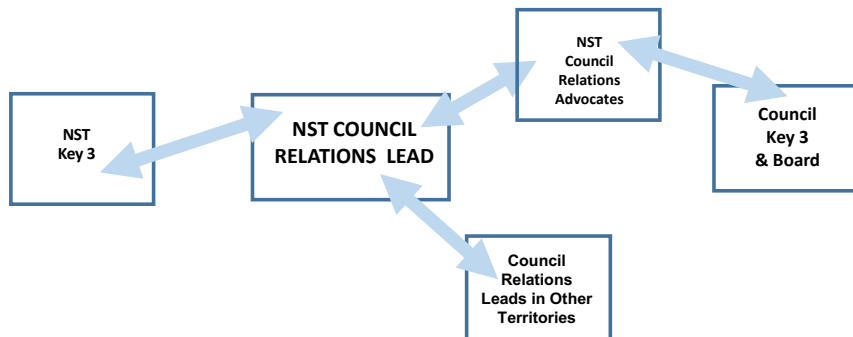 NST
Key 3
NST COUNCIL
RELATIONS LEAD
NST
Council
Relations
Advocates
Council
Key 3
& Board
Council
Relations
Leads in Other
Territories